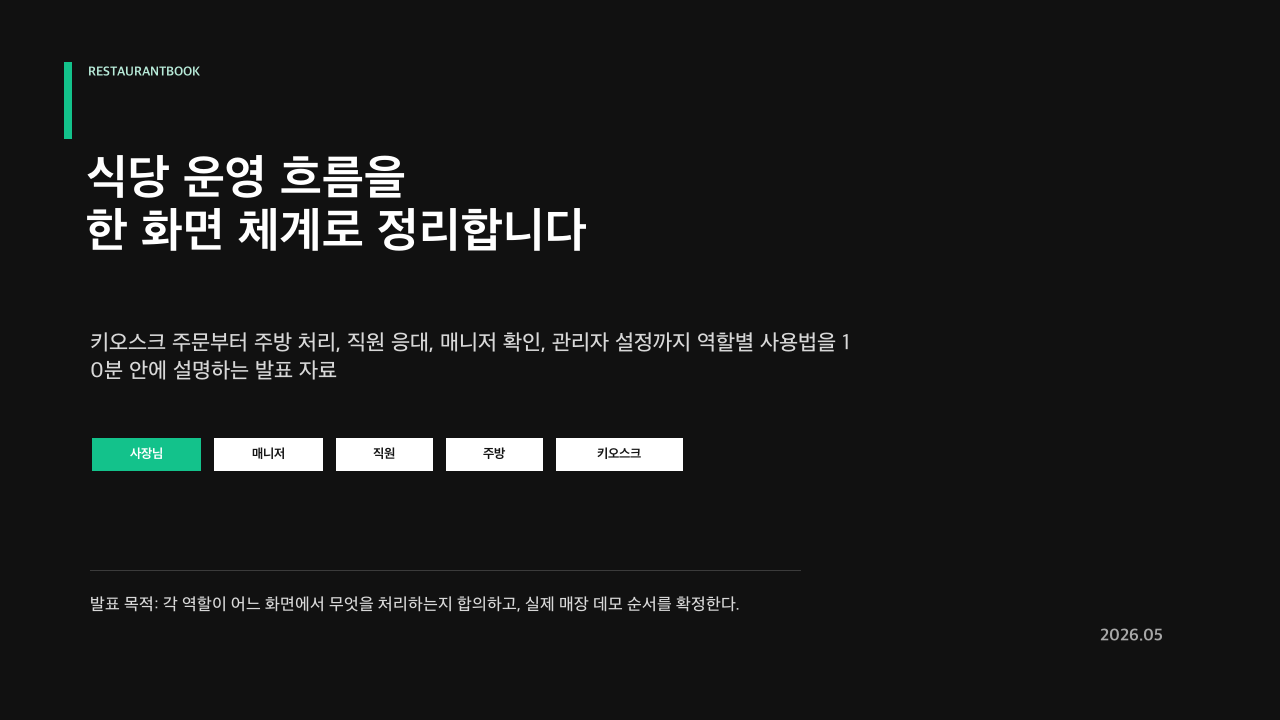 RESTAURANTBOOK
식당 운영 흐름을
한 화면 체계로 정리합니다
키오스크 주문부터 주방 처리, 직원 응대, 매니저 확인, 관리자 설정까지 역할별 사용법을 1
0분 안에 설명하는 발표 자료
사장님 매니저 직원 주방 키오스크
발표 목적: 각 역할이 어느 화면에서 무엇을 처리하는지 합의하고, 실제 매장 데모 순서를 확정한다.
2026.05